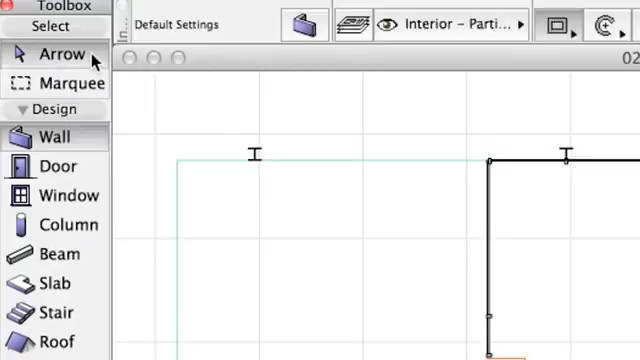 Toolbox
Select
Arrow
Marquee
Design
Wall
Door
Window
Column
Beam
Slab
Stair
Roof
Default Settings
Interior - Parti...
02